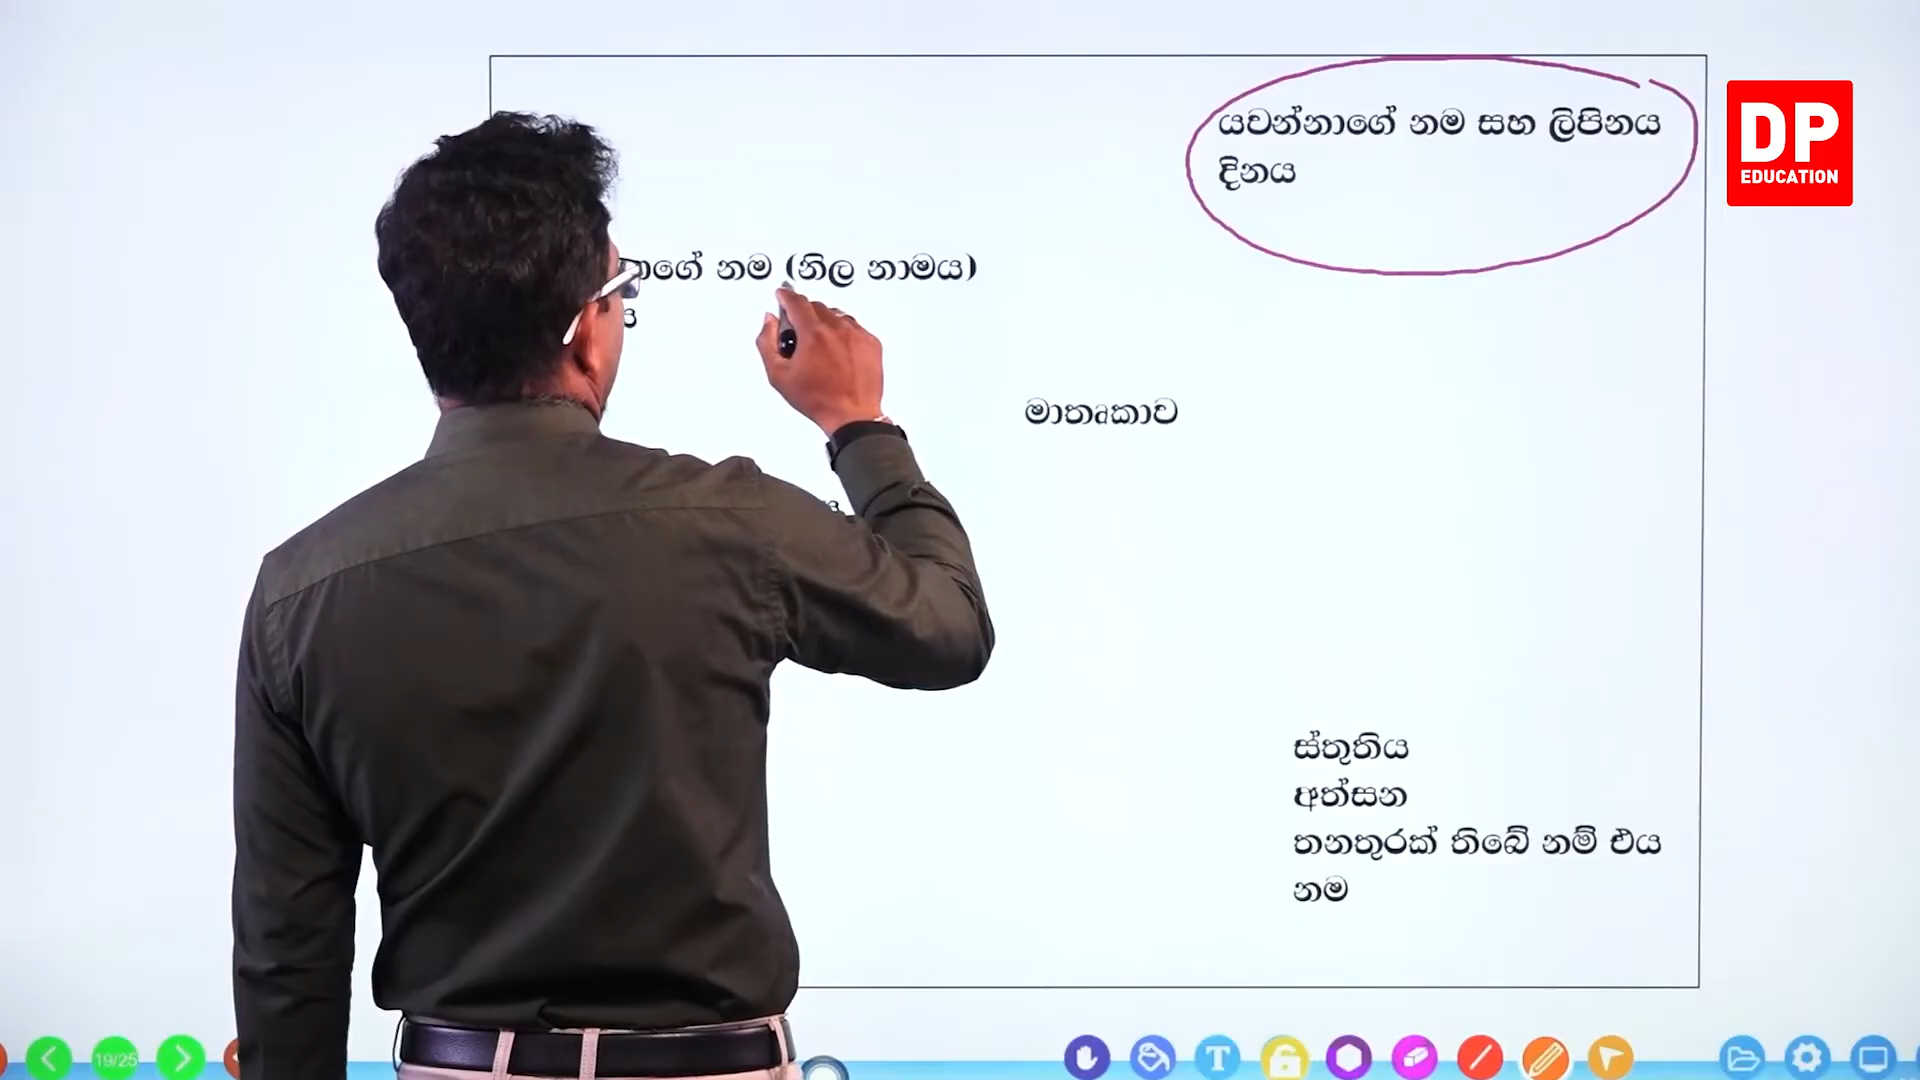 යවන්නාගේ නම සහ ලිපිනය
දිනය
DP
EDUCATION
නම (නිල නාමය)
මාතෘකාව
ස්තුතිය
අත්සන
තනතුරක් තිබේ නම් එය
නම
19/25